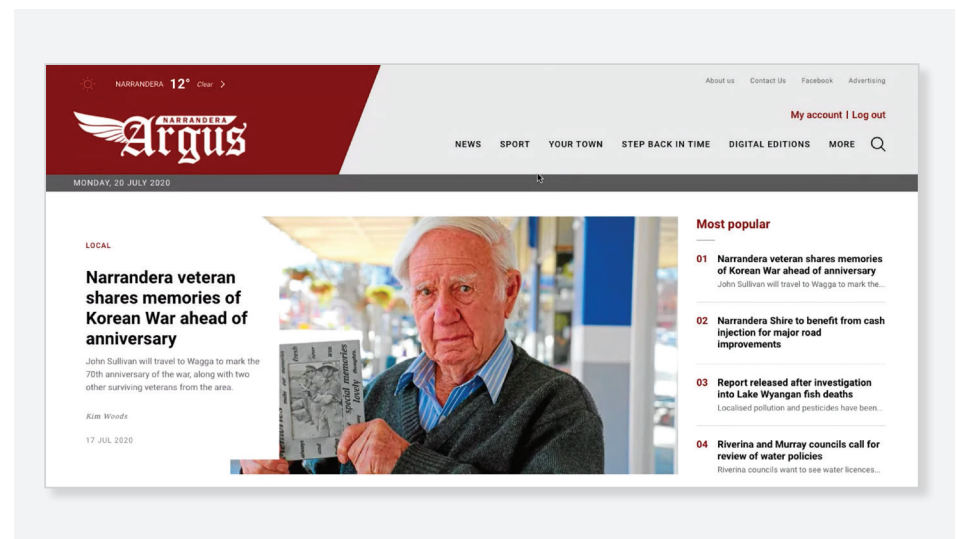 NARRANDERA 12° Clear
About us Contact Us Facebook Advertising
My account | Log out
NARRANDERA
Argus
NEWS SPORT YOUR TOWN STEP BACK IN TIME DIGITAL EDITIONS MORE
MONDAY, 20 JULY 2020
LOCAL
Narrandera veteran
shares memories of
Korean War ahead of
anniversary
John Sullivan will travel to Wagga to mark the
70th anniversary of the war, along with two
other surviving veterans from the area.
Kim Woods
17 JUL 2020
special memories
lovely thoughts
Most popular
01 Narrandera veteran shares memories
of Korean War ahead of anniversary
John Sullivan will travel to Wagga to mark the...
02 Narrandera Shire to benefit from cash
injection for major road
improvements
03 Report released after investigation
into Lake Wyangan fish deaths
Localised pollution and pesticides have been...
04 Riverina and Murray councils call for
review of water policies
Riverina councils want to see water licences...